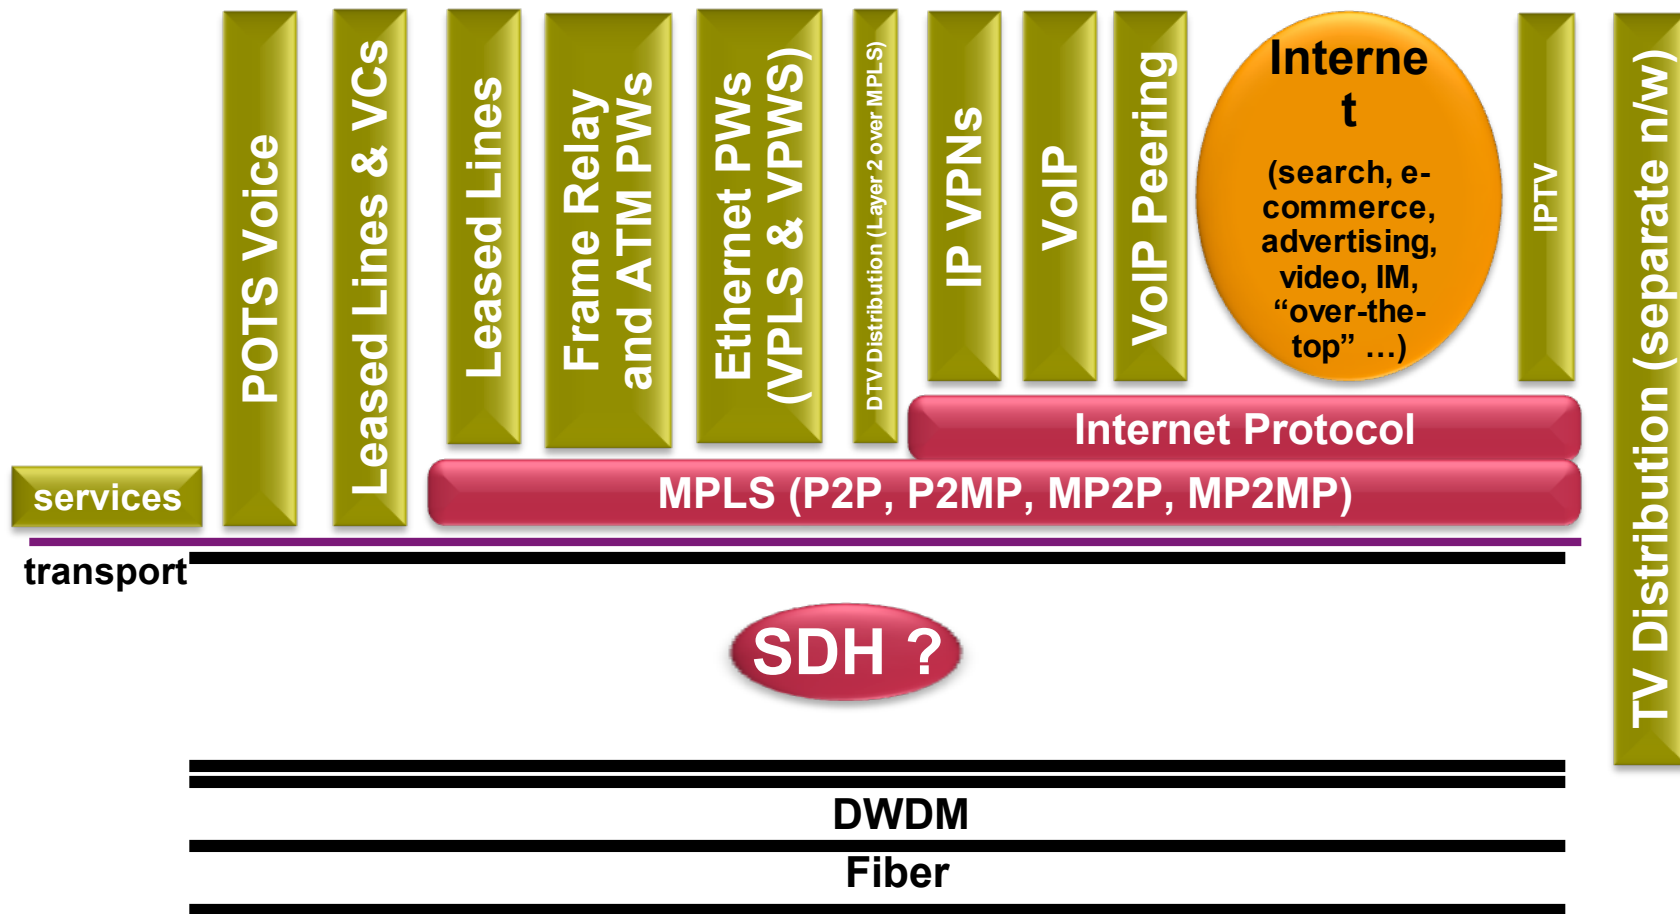 POTS Voice
Leased Lines & VCs
Leased Lines
Frame Relay
and ATM PWs
Ethernet PWs
(VPLS & VPWS)
DTV Distribution (Layer 2 over MPLS)
IP VPNs
VoIP
VoIP Peering
Interne
t
(search, e-
commerce,
advertising,
video, IM,
“over-the-
top” …)
IPTV
TV Distribution (separate n/w)
Internet Protocol
services
MPLS (P2P, P2MP, MP2P, MP2MP)
transport
SDH ?
DWDM
Fiber